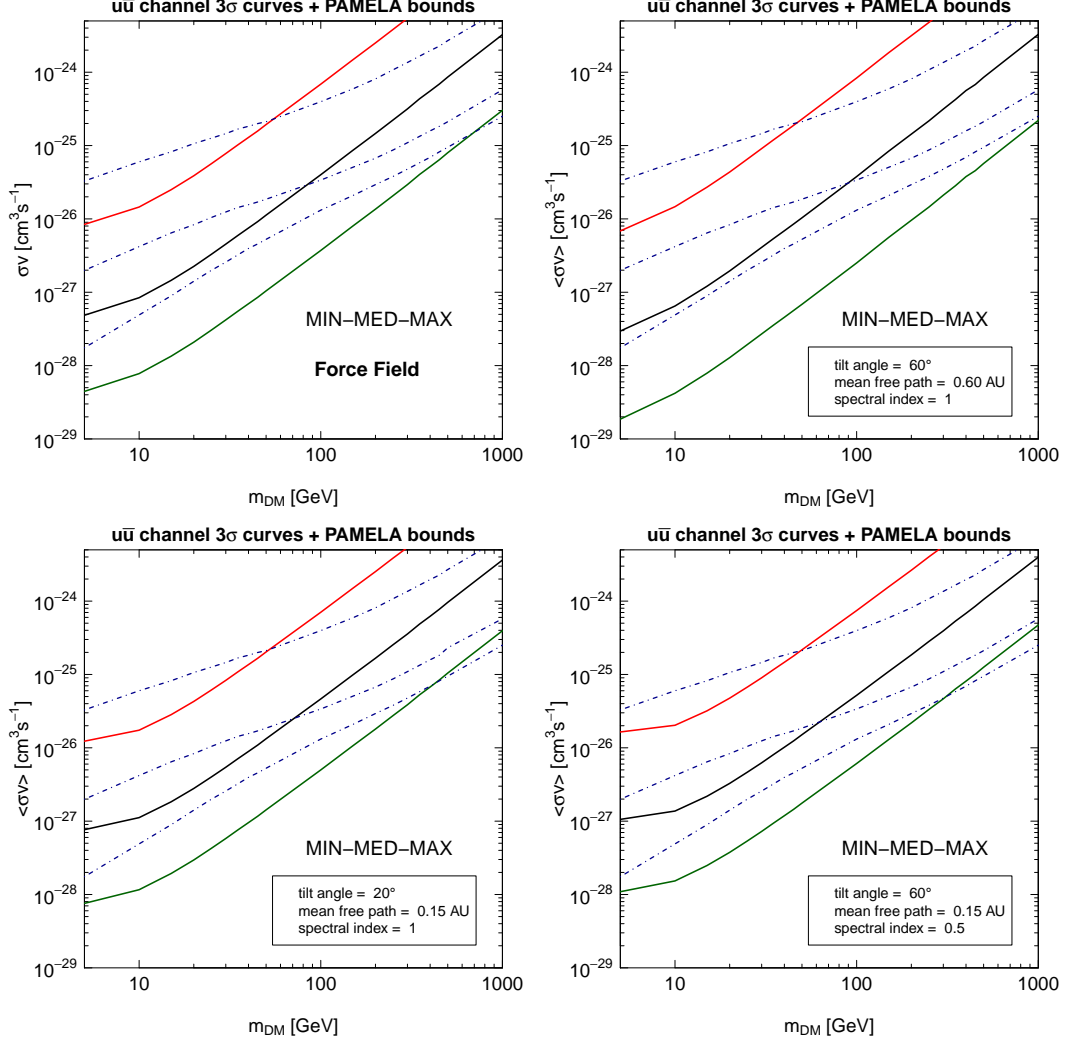 uū channel 3σ curves + PAMELA bounds
σv [cm³s⁻¹]
10⁻²⁴
10⁻²⁵
10⁻²⁶
10⁻²⁷
10⁻²⁸
10⁻²⁹
MIN−MED−MAX
Force Field
10
100
1000
m_DM [GeV]
uū channel 3σ curves + PAMELA bounds
<σv> [cm³s⁻¹]
10⁻²⁴
10⁻²⁵
10⁻²⁶
10⁻²⁷
10⁻²⁸
10⁻²⁹
MIN−MED−MAX
tilt angle = 60°
mean free path = 0.60 AU
spectral index = 1
10
100
1000
m_DM [GeV]
uū channel 3σ curves + PAMELA bounds
<σv> [cm³s⁻¹]
10⁻²⁴
10⁻²⁵
10⁻²⁶
10⁻²⁷
10⁻²⁸
10⁻²⁹
MIN−MED−MAX
tilt angle = 20°
mean free path = 0.15 AU
spectral index = 1
10
100
1000
m_DM [GeV]
uū channel 3σ curves + PAMELA bounds
<σv> [cm³s⁻¹]
10⁻²⁴
10⁻²⁵
10⁻²⁶
10⁻²⁷
10⁻²⁸
10⁻²⁹
MIN−MED−MAX
tilt angle = 60°
mean free path = 0.15 AU
spectral index = 0.5
10
100
1000
m_DM [GeV]